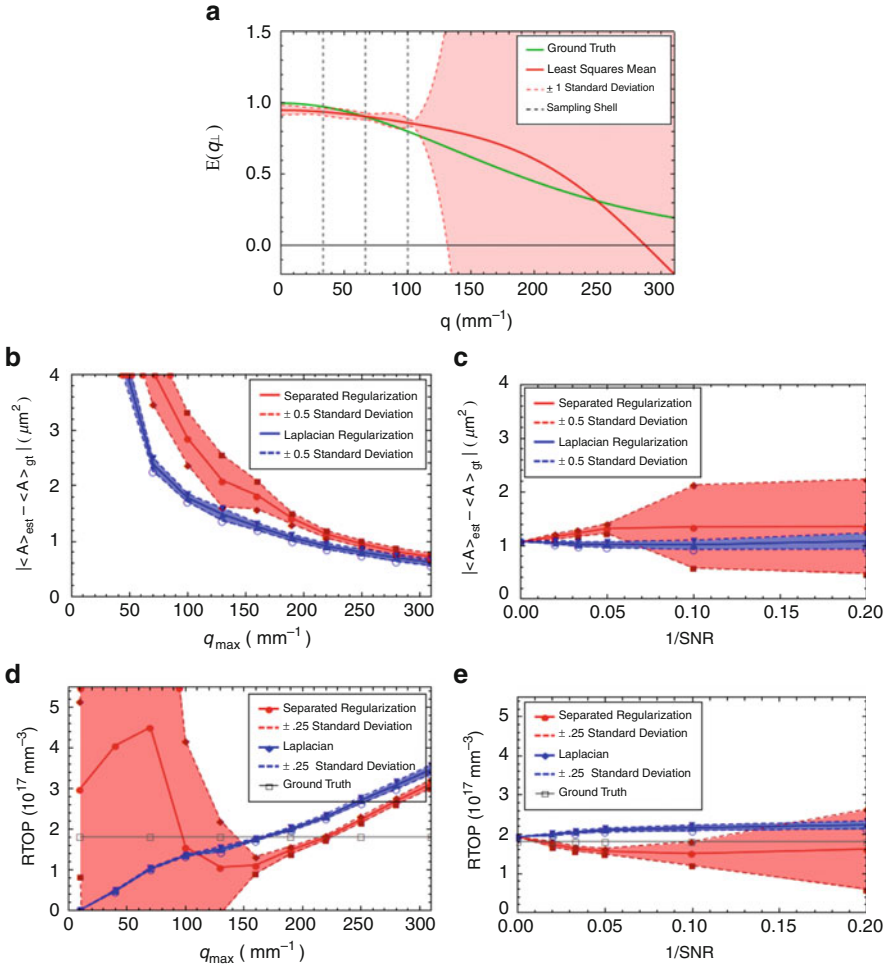 a
1.5
1.0
0.5
0.0
E(q⊥)
Ground Truth
Least Squares Mean
± 1 Standard Deviation
Sampling Shell
0 50 100 150 200 250 300
q (mm⁻¹)
b
4
3
2
1
0
|<A>est − <A>gt| (μm²)
Separated Regularization
± 0.5 Standard Deviation
Laplacian Regularization
± 0.5 Standard Deviation
0 50 100 150 200 250 300
qmax (mm⁻¹)
c
4
3
2
1
0
|<A>est − <A>gt| (μm²)
Separated Regularization
± 0.5 Standard Deviation
Laplacian Regularization
± 0.5 Standard Deviation
0.00 0.05 0.10 0.15 0.20
1/SNR
d
5
4
3
2
1
0
RTOP (10¹⁷ mm⁻³)
Separated Regularization
± .25 Standard Deviation
Laplacian
± .25 Standard Deviation
Ground Truth
0 50 100 150 200 250 300
qmax (mm⁻¹)
e
5
4
3
2
1
0
RTOP (10¹⁷ mm⁻³)
Separated Regularization
± .25 Standard Deviation
Laplacian
± .25 Standard Deviation
Ground Truth
0.00 0.05 0.10 0.15 0.20
1/SNR